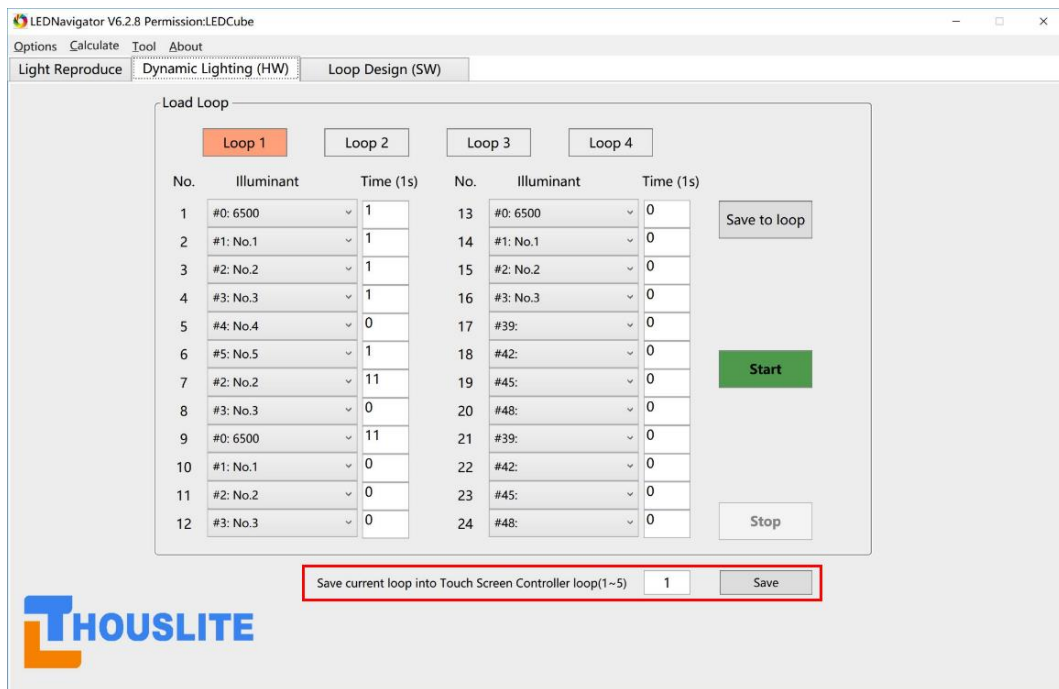 LEDNavigator V6.2.8 Permission:LEDCube
Options Calculate Tool About
Light Reproduce Dynamic Lighting (HW) Loop Design (SW)
Load Loop
Loop 1 Loop 2 Loop 3 Loop 4
No. Illuminant Time (1s) No. Illuminant Time (1s)
1 #0: 6500 1 13 #0: 6500 0
Save to loop
2 #1: No.1 1 14 #1: No.1 0
3 #2: No.2 1 15 #2: No.2 0
4 #3: No.3 1 16 #3: No.3 0
5 #4: No.4 0 17 #39: 0
6 #5: No.5 1 18 #42: 0
Start
7 #2: No.2 11 19 #45: 0
8 #3: No.3 0 20 #48: 0
9 #0: 6500 11 21 #39: 0
10 #1: No.1 0 22 #42: 0
11 #2: No.2 0 23 #45: 0
12 #3: No.3 0 24 #48: 0
Stop
Save current loop into Touch Screen Controller loop(1~5) 1 Save
THOUSLITE